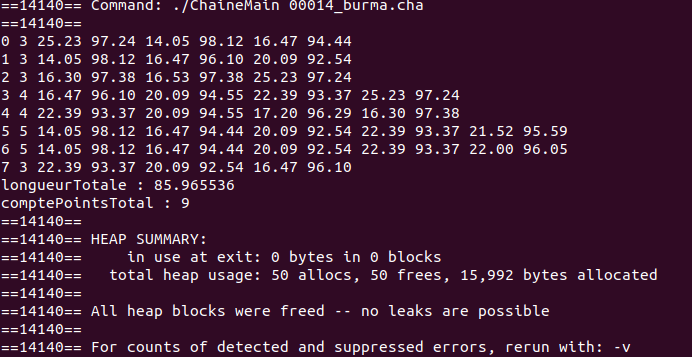 ==14140== Command: ./ChaineMain 00014_burma.cha
==14140==
0 3 25.23 97.24 14.05 98.12 16.47 94.44
1 3 14.05 98.12 16.47 96.10 20.09 92.54
2 3 16.30 97.38 16.53 97.38 25.23 97.24
3 4 16.47 96.10 20.09 94.55 22.39 93.37 25.23 97.24
4 4 22.39 93.37 20.09 94.55 17.20 96.29 16.30 97.38
5 5 14.05 98.12 16.47 94.44 20.09 92.54 22.39 93.37 21.52 95.59
6 5 14.05 98.12 16.47 94.44 20.09 92.54 22.39 93.37 22.00 96.05
7 3 22.39 93.37 20.09 92.54 16.47 96.10
longueurTotale : 85.965536
comptePointsTotal : 9
==14140==
==14140== HEAP SUMMARY:
==14140==     in use at exit: 0 bytes in 0 blocks
==14140==   total heap usage: 50 allocs, 50 frees, 15,992 bytes allocated
==14140==
==14140== All heap blocks were freed -- no leaks are possible
==14140==
==14140== For counts of detected and suppressed errors, rerun with: -v